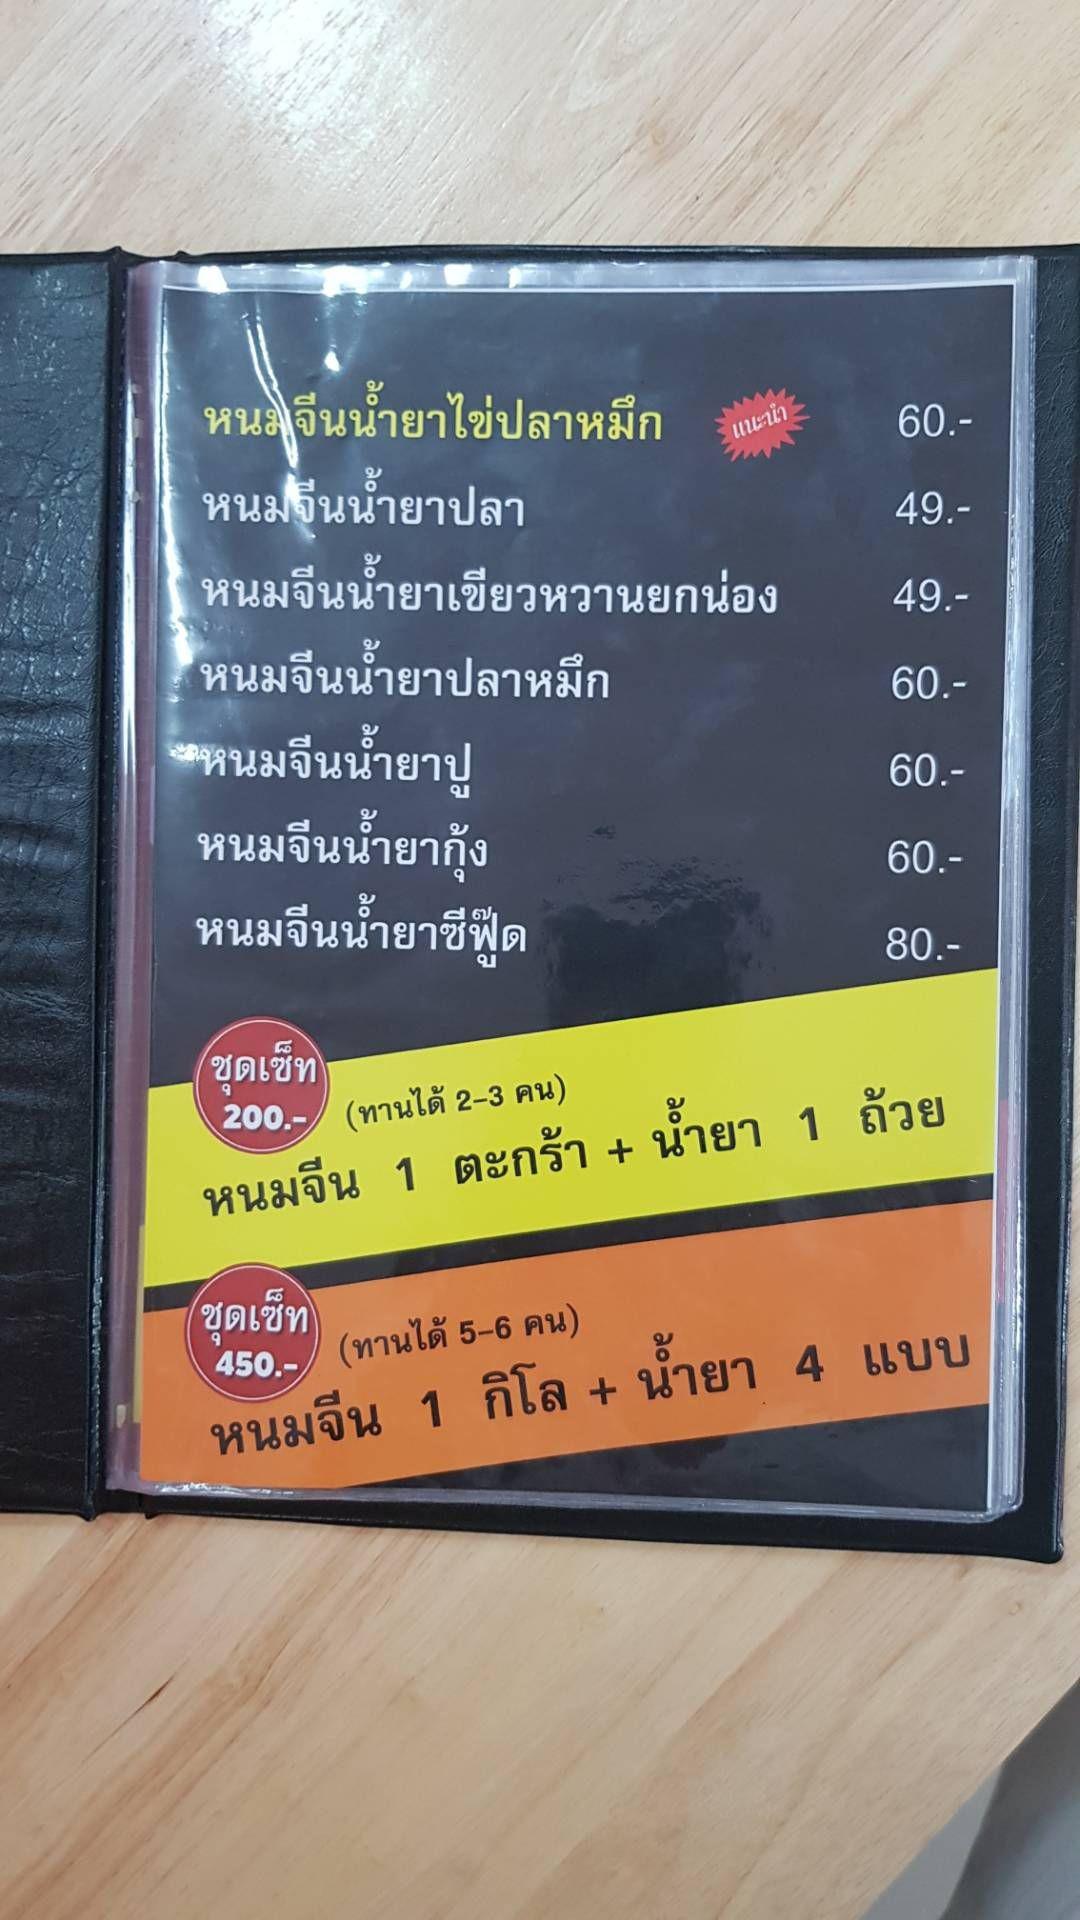 หนมจีนน้ำยาไข่ปลาหมึก แนะนำ 60.-
หนมจีนน้ำยาปลา 49.-
หนมจีนน้ำยาเขียวหวานยกน่อง 49.-
หนมจีนน้ำยาปลาหมึก 60.-
หนมจีนน้ำยาปู 60.-
หนมจีนน้ำยากุ้ง 60.-
หนมจีนน้ำยาซีฟู๊ด 80.-
ชุดเซ็ท
200.-
(ทานได้ 2-3 คน)
หนมจีน 1 ตะกร้า + น้ำยา 1 ถ้วย
ชุดเซ็ท
450.-
(ทานได้ 5-6 คน)
หนมจีน 1 กิโล + น้ำยา 4 แบบ